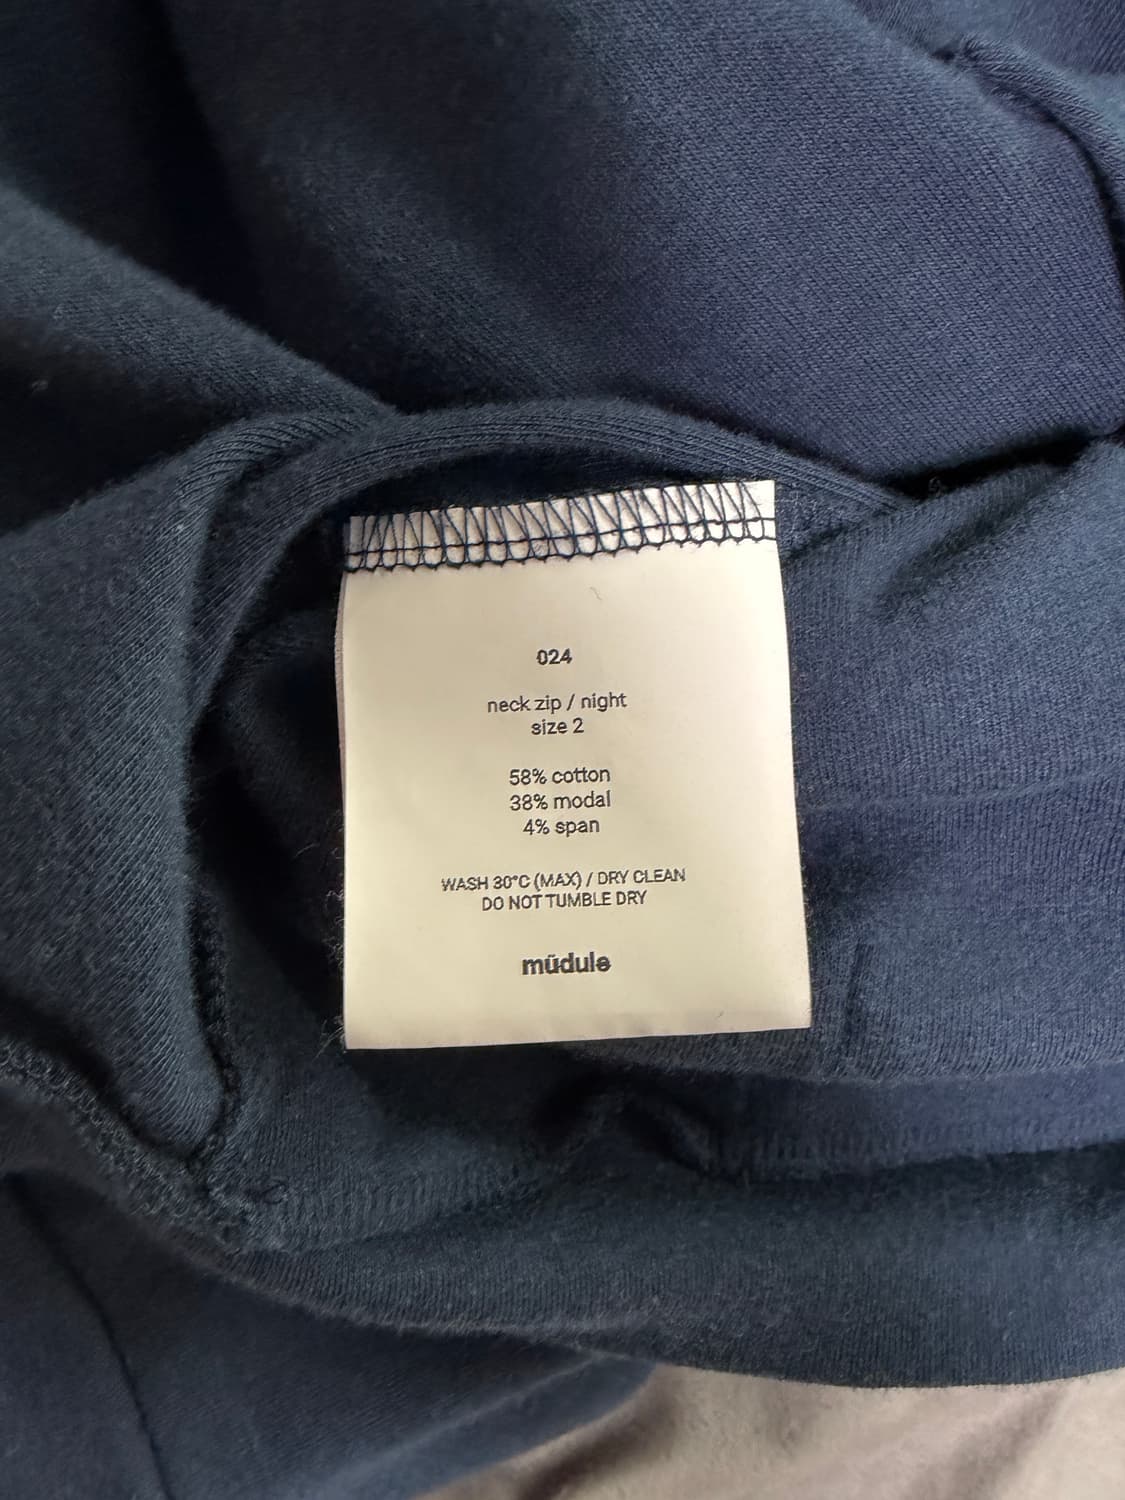 024
neck zip / night
size 2
58% cotton
38% modal
4% span
WASH 30°C (MAX) / DRY CLEAN
DO NOT TUMBLE DRY
mūdulə